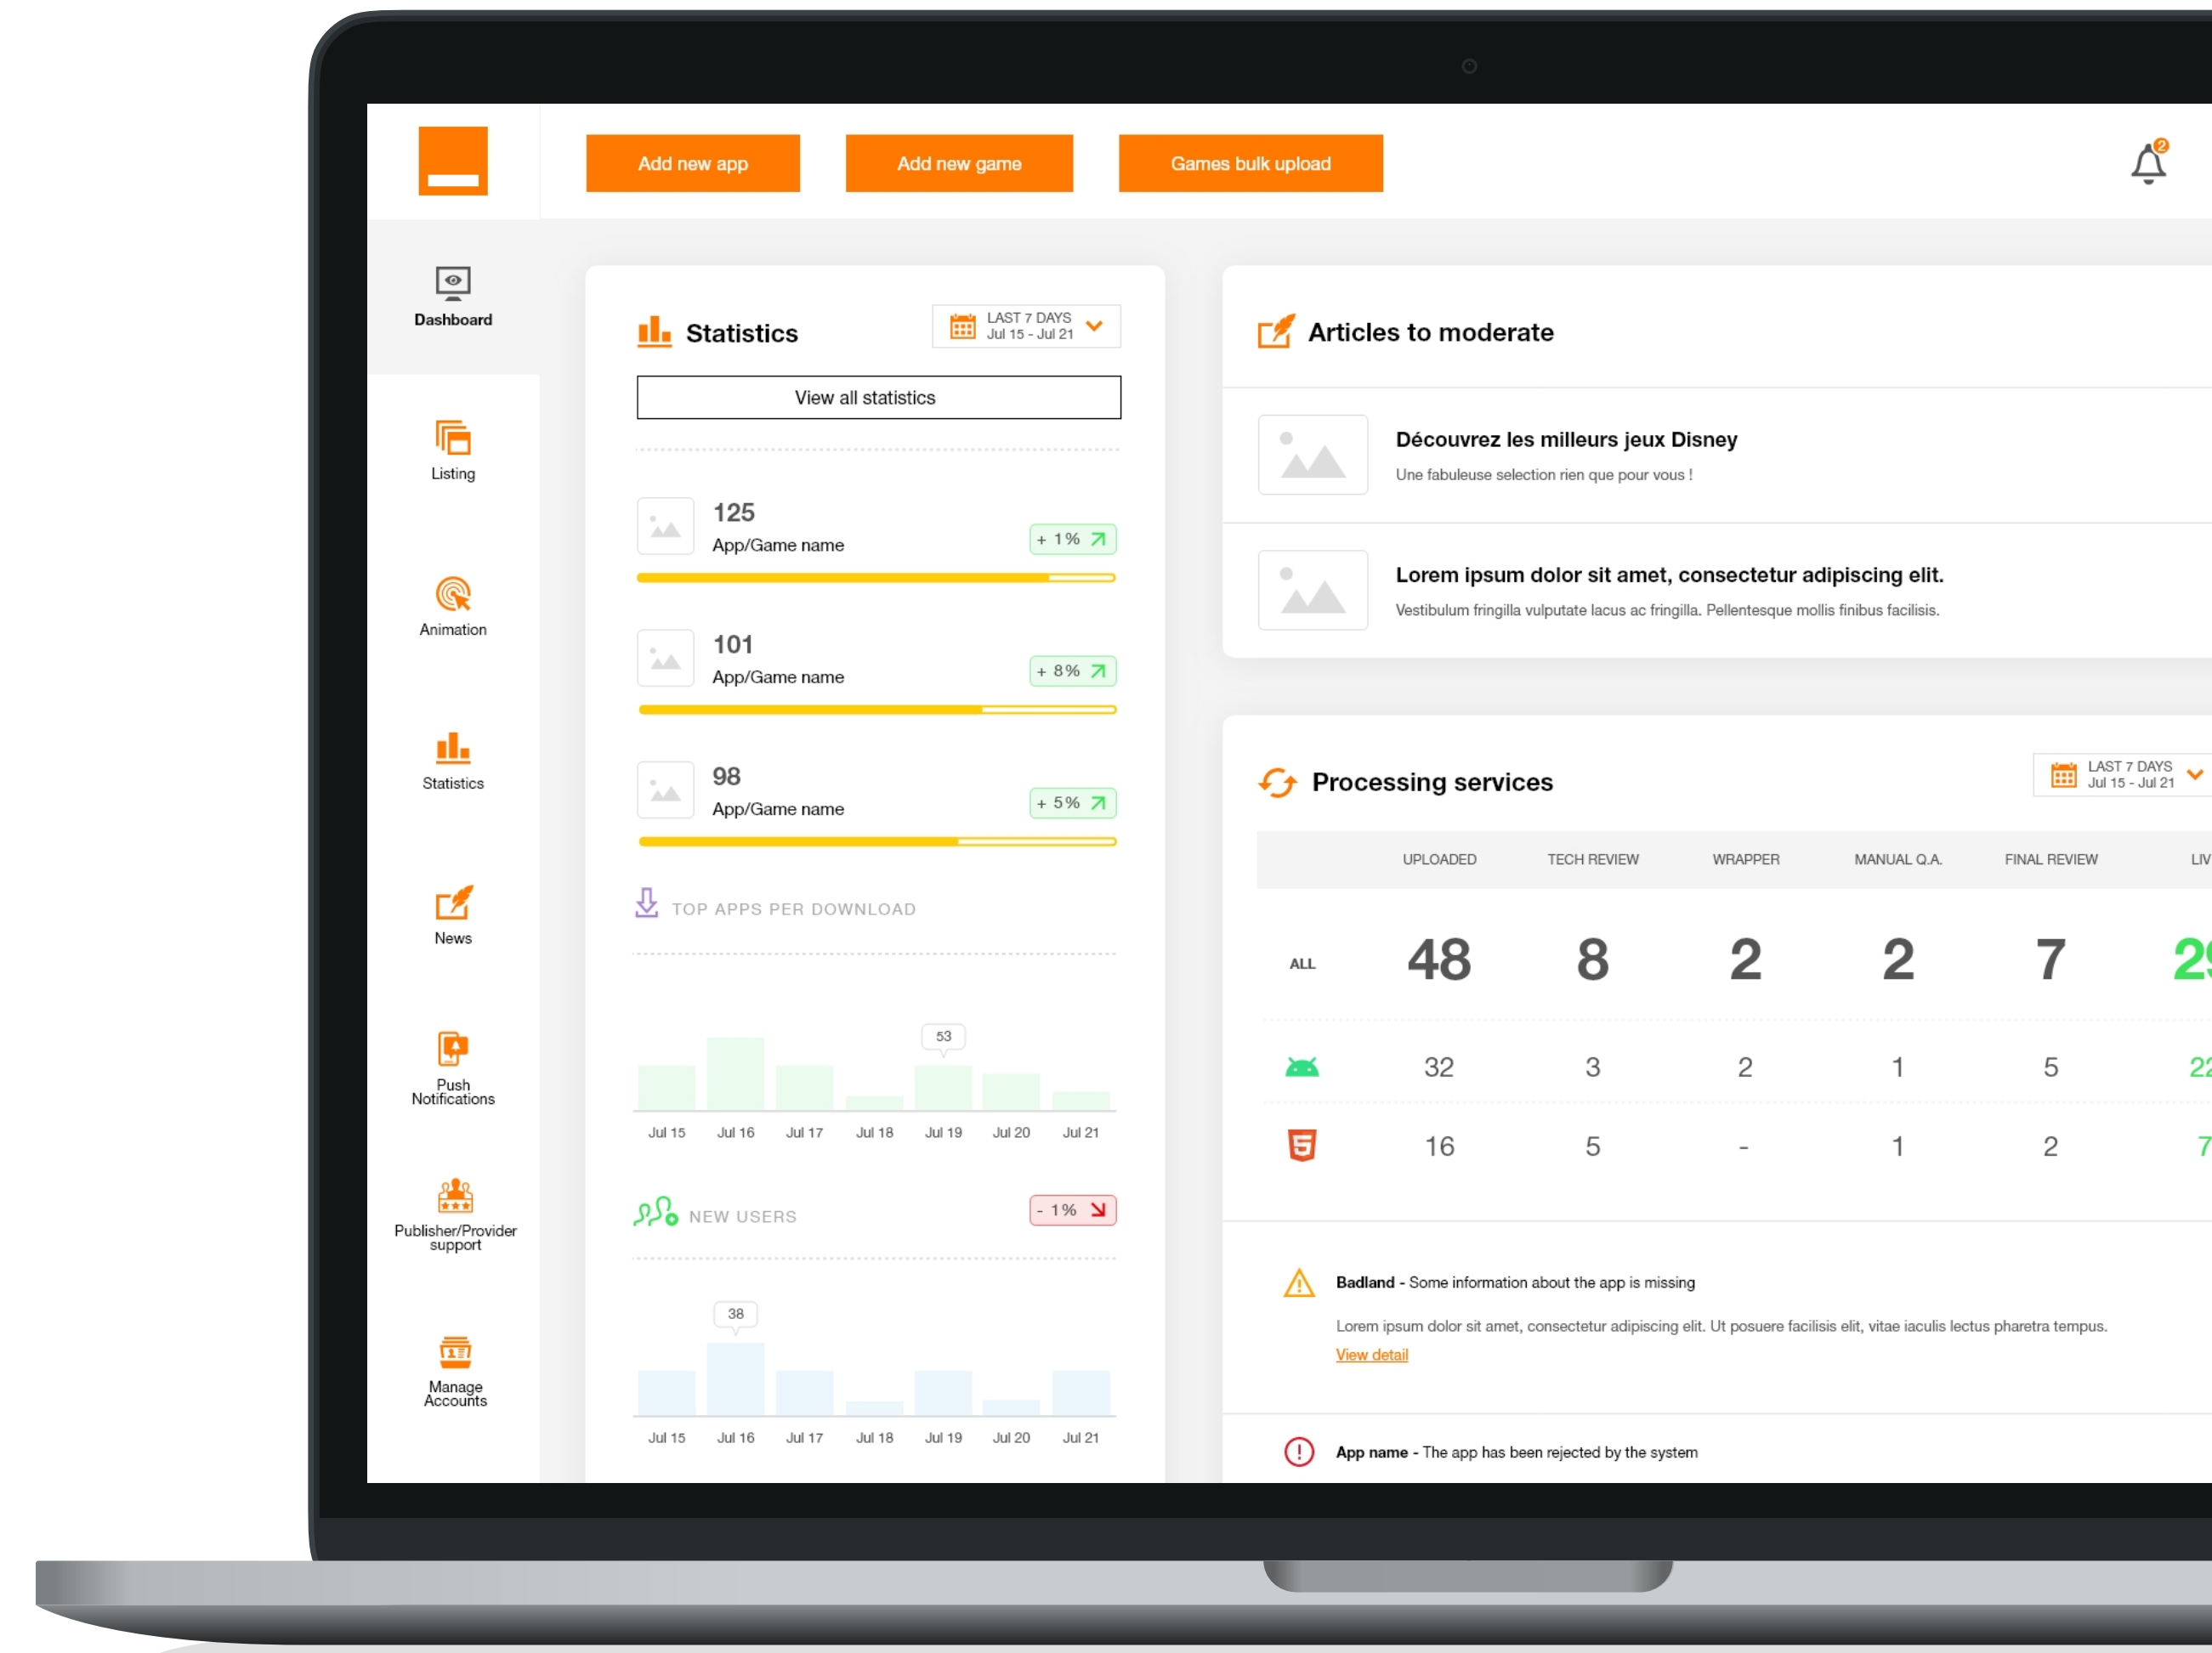 Add new app
Add new game
Games bulk upload
2
Dashboard
Listing
Animation
Statistics
News
Push
Notifications
Publisher/Provider
support
Manage
Accounts
Statistics
LAST 7 DAYS
Jul 15 - Jul 21
View all statistics
125
App/Game name
+ 1%
101
App/Game name
+ 8%
98
App/Game name
+ 5%
TOP APPS PER DOWNLOAD
53
Jul 15 Jul 16 Jul 17 Jul 18 Jul 19 Jul 20 Jul 21
NEW USERS
- 1%
38
Jul 15 Jul 16 Jul 17 Jul 18 Jul 19 Jul 20 Jul 21
Articles to moderate
Découvrez les milleurs jeux Disney
Une fabuleuse selection rien que pour vous !
Lorem ipsum dolor sit amet, consectetur adipiscing elit.
Vestibulum fringilla vulputate lacus ac fringilla. Pellentesque mollis finibus facilisis.
Processing services
LAST 7 DAYS
Jul 15 - Jul 21
UPLOADED TECH REVIEW WRAPPER MANUAL Q.A. FINAL REVIEW LIV
ALL 48 8 2 2 7 29
32 3 2 1 5 22
5 16 5 - 1 2 7
Badland - Some information about the app is missing
Lorem ipsum dolor sit amet, consectetur adipiscing elit. Ut posuere facilisis elit, vitae iaculis lectus pharetra tempus.
View detail
App name - The app has been rejected by the system